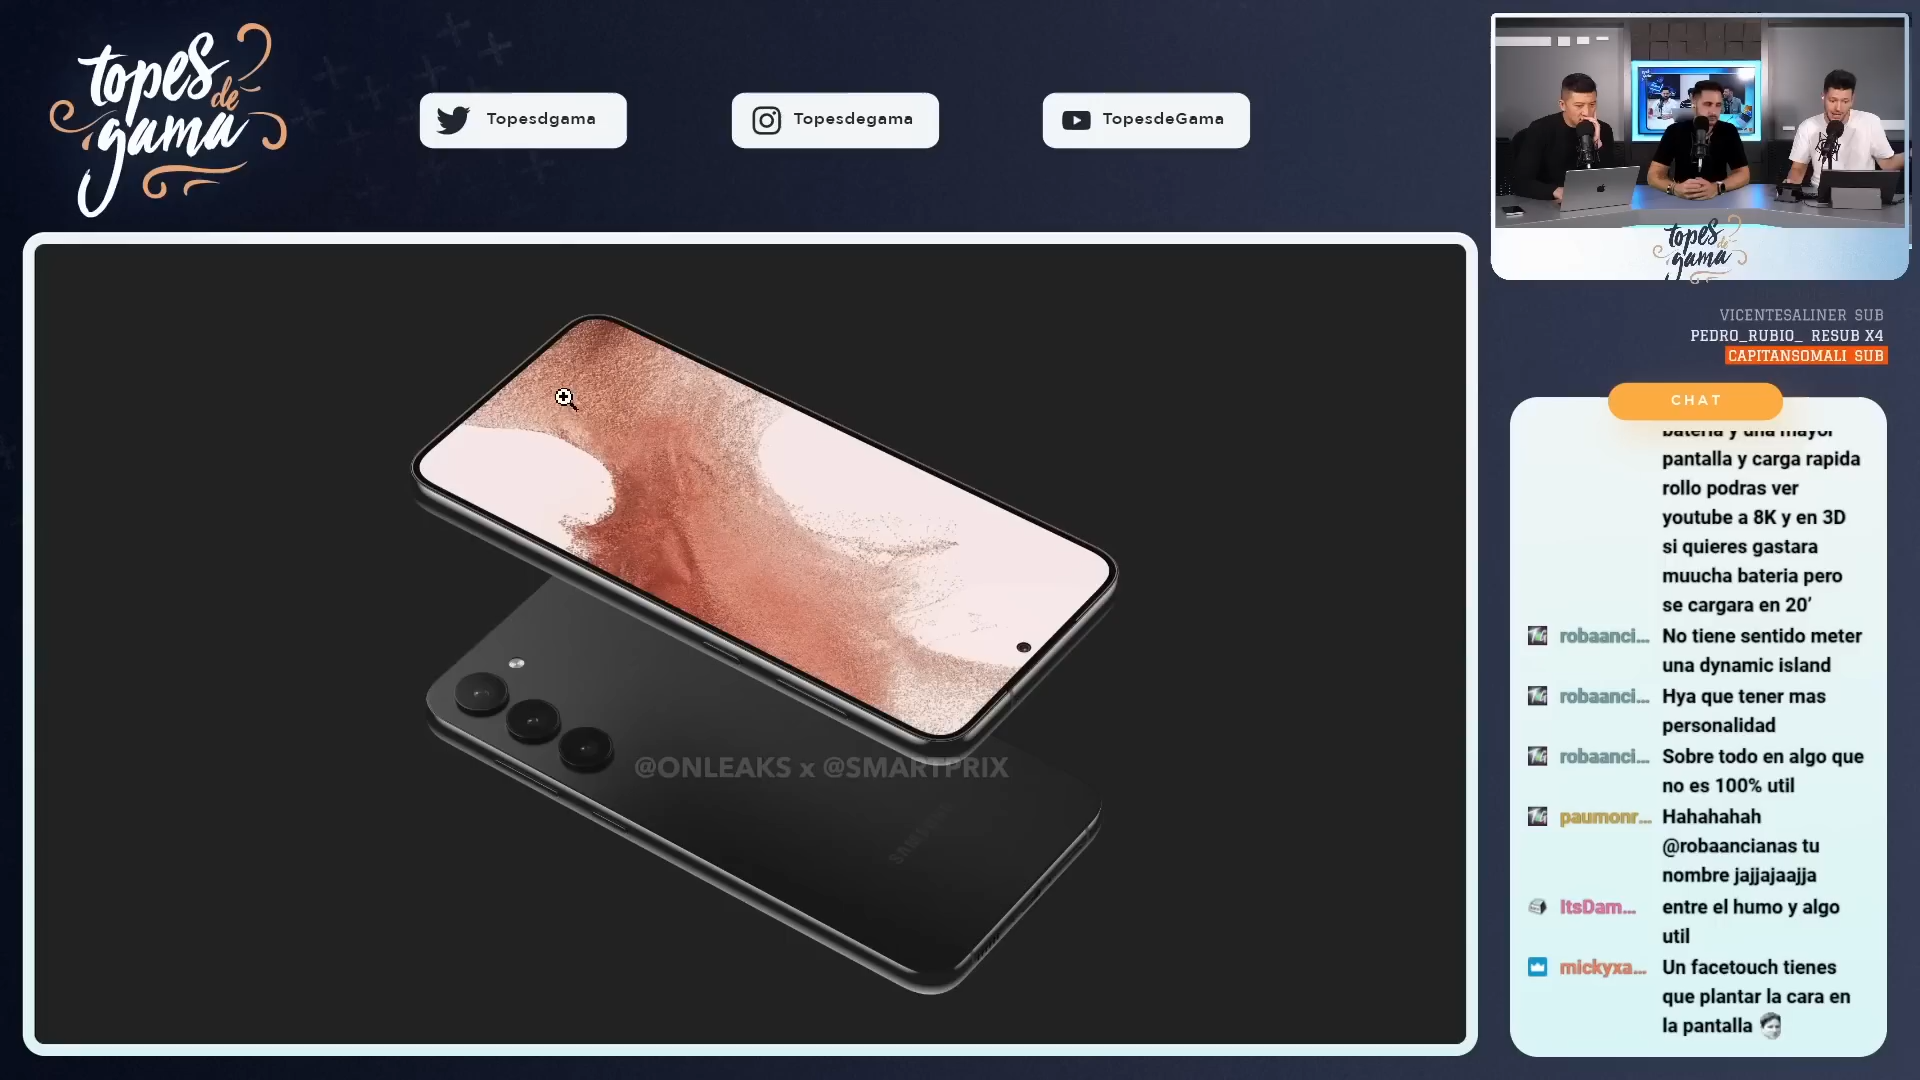 topes
de
gama
Topesdgama
Topesdegama
TopesdeGama
topes
de
gama
VICENTESALINER SUB
PEDRO_RUBIO_ RESUB X4
CAPITANSOMALI SUB
CHAT
bateria y una mayor
pantalla y carga rapida
rollo podras ver
youtube a 8K y en 3D
si quieres gastara
muucha bateria pero
se cargara en 20’
robaanci... No tiene sentido meter
una dynamic island
robaanci... Hya que tener mas
personalidad
robaanci... Sobre todo en algo que
no es 100% util
paumonr... Hahahahah
@robaancianas tu
nombre jajjajaajja
ItsDam... entre el humo y algo
util
mickyxa... Un facetouch tienes
que plantar la cara en
la pantalla
@ONLEAKS x @SMARTPRIX
SAMSUNG